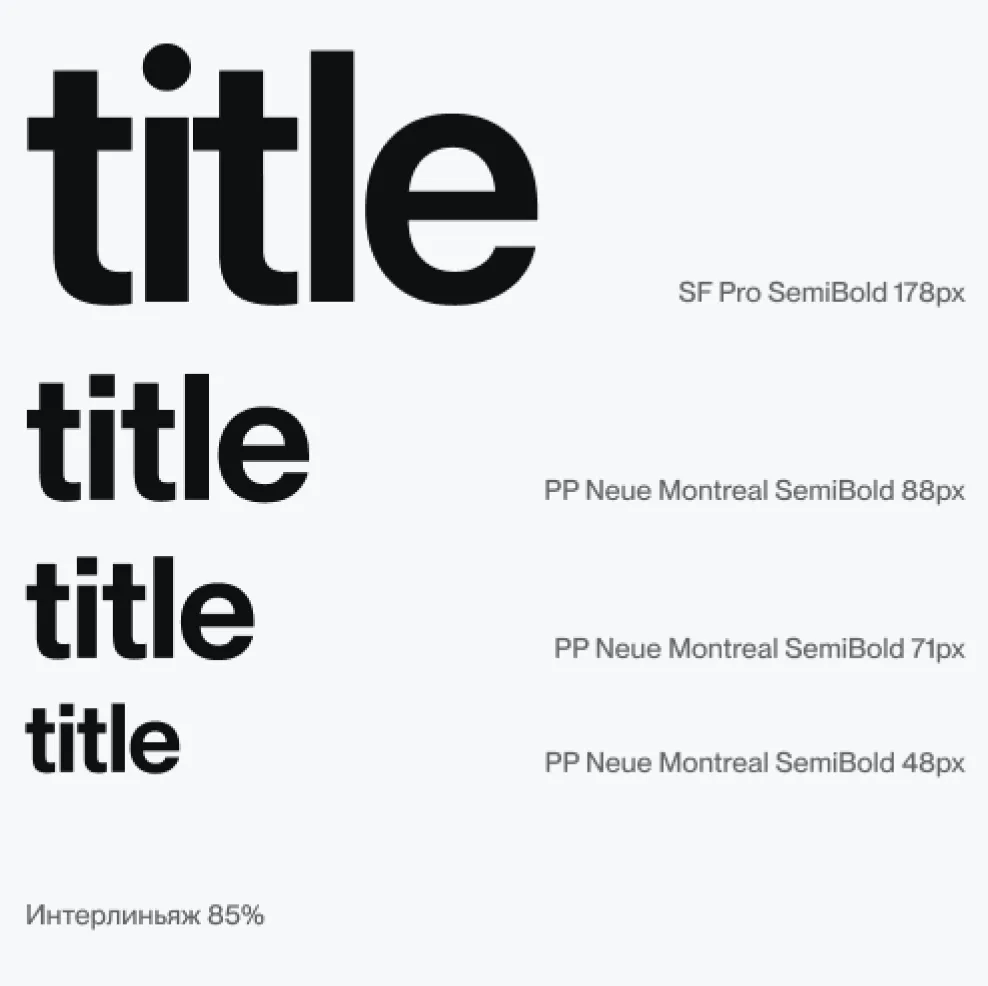 title
SF Pro SemiBold 178px
title
PP Neue Montreal SemiBold 88px
title
PP Neue Montreal SemiBold 71px
title
PP Neue Montreal SemiBold 48px
Интерлиньяж 85%